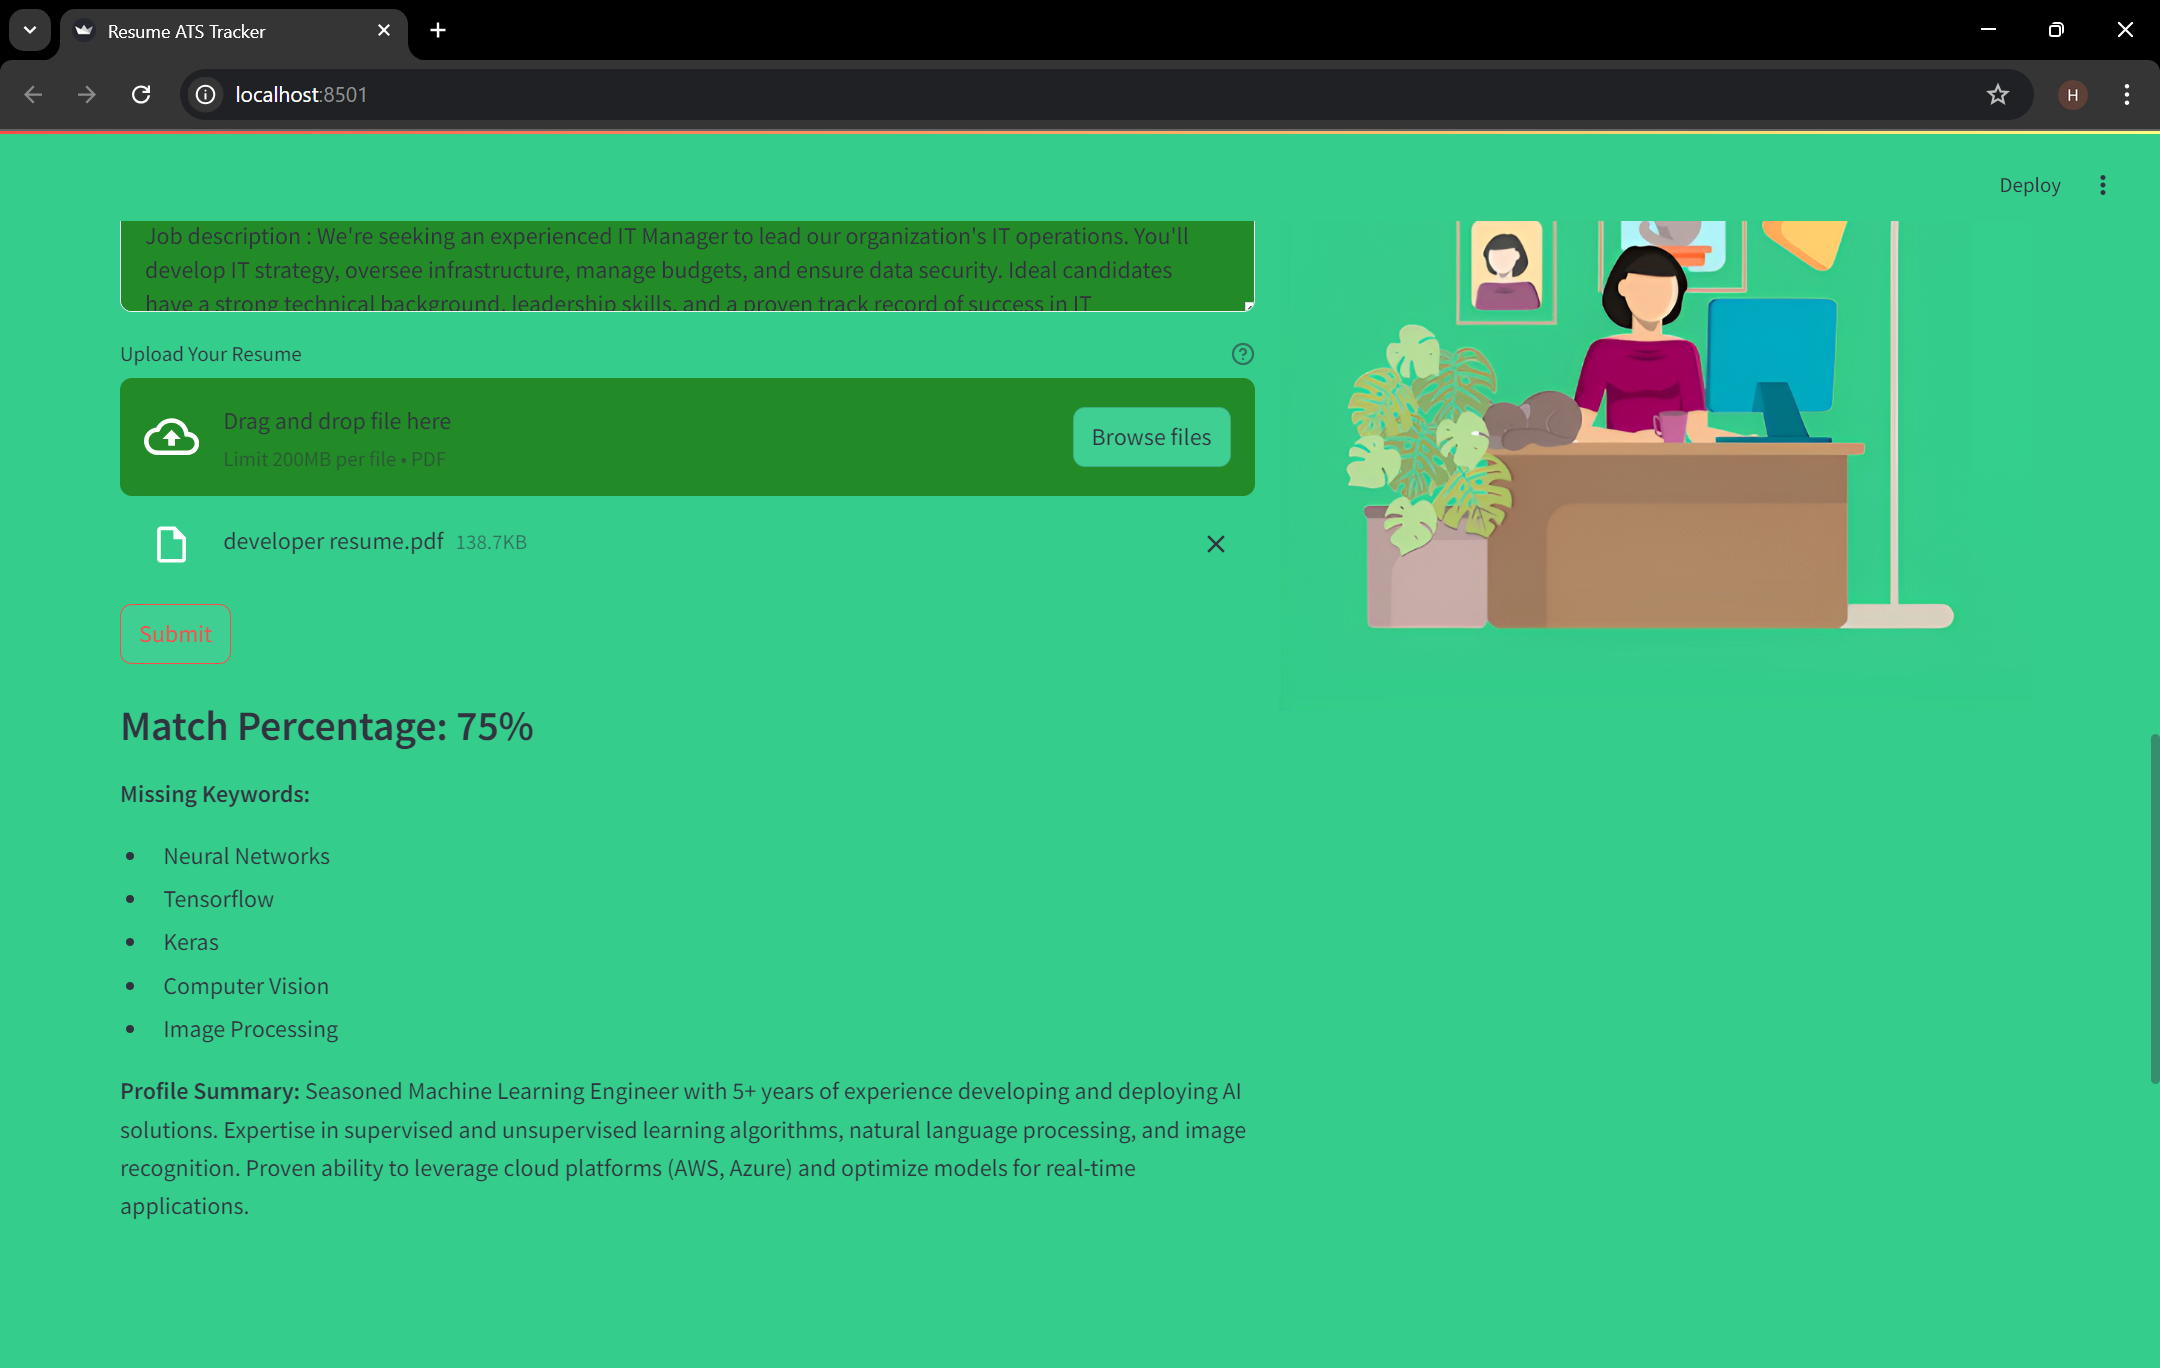 Resume ATS Tracker
localhost:8501
H
Deploy
Job description : We're seeking an experienced IT Manager to lead our organization's IT operations. You'll
develop IT strategy, oversee infrastructure, manage budgets, and ensure data security. Ideal candidates
have a strong technical background, leadership skills, and a proven track record of success in IT
Upload Your Resume
Drag and drop file here
Limit 200MB per file • PDF
Browse files
developer resume.pdf 138.7KB
Submit
Match Percentage: 75%
Missing Keywords:
• Neural Networks
• Tensorflow
• Keras
• Computer Vision
• Image Processing
Profile Summary: Seasoned Machine Learning Engineer with 5+ years of experience developing and deploying AI
solutions. Expertise in supervised and unsupervised learning algorithms, natural language processing, and image
recognition. Proven ability to leverage cloud platforms (AWS, Azure) and optimize models for real-time
applications.